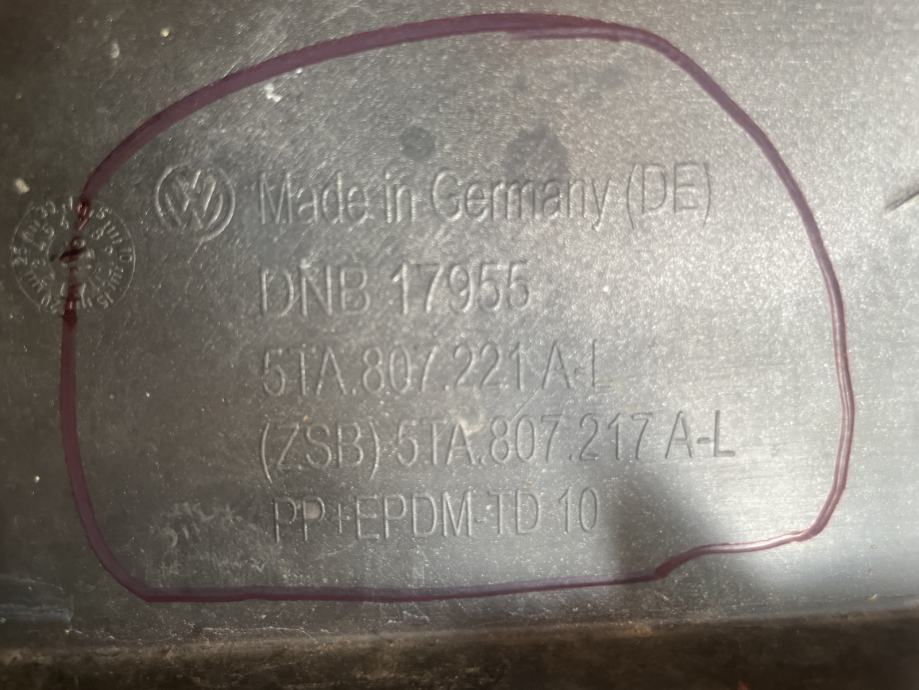 Made in Germany (DE)
DNB 17955
5TA.807.221 A-L
(ZSB) 5TA.807.217 A-L
PP+EPDM-TD 10